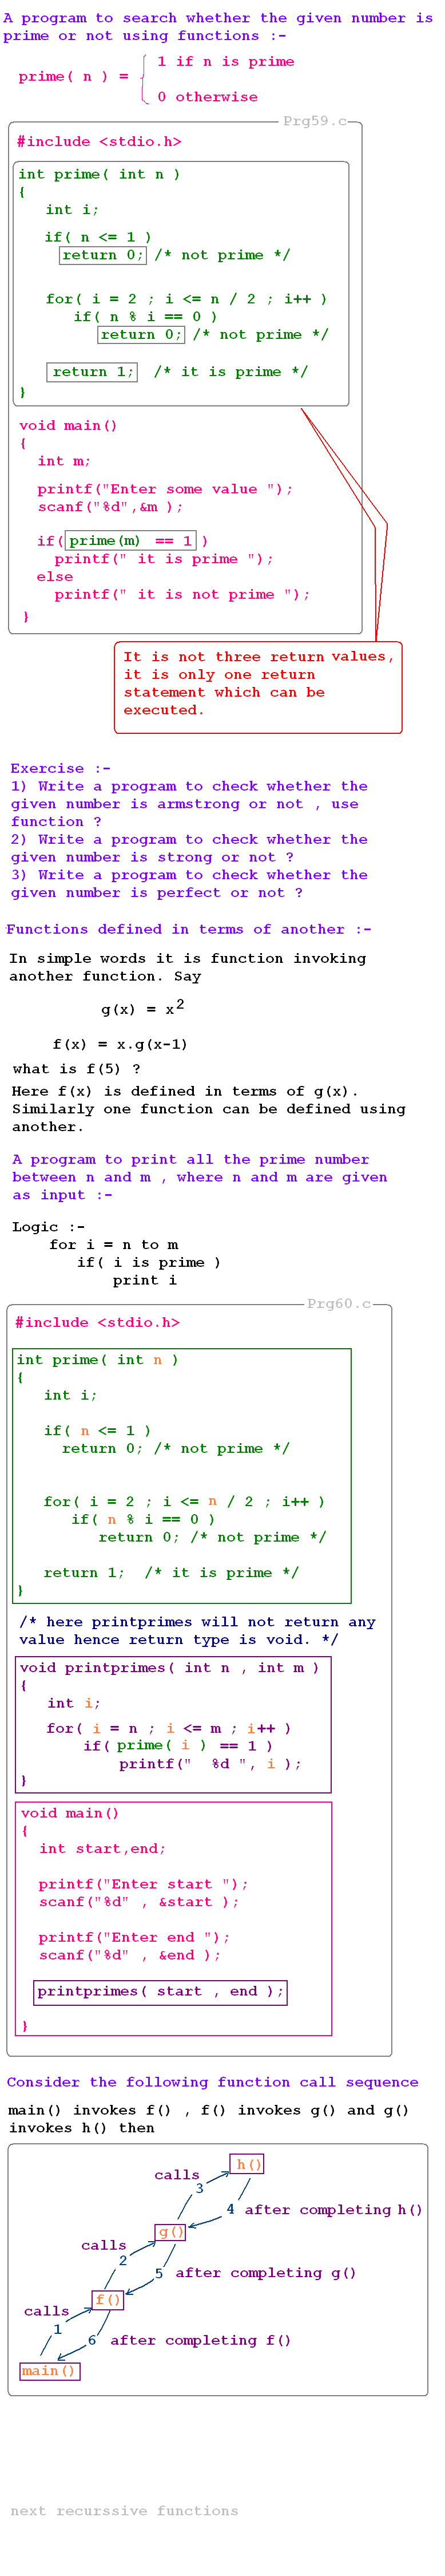 A program to search whether the given number is
prime or not using functions :-
prime( n ) =
1 if n is prime
0 otherwise
Prg59.c
#include <stdio.h>
int prime( int n )
{
int i;
if( n <= 1 )
return 0; /* not prime */
for( i = 2 ; i <= n / 2 ; i++ )
if( n % i == 0 )
return 0; /* not prime */
return 1; /* it is prime */
}
void main()
{
int m;
printf("Enter some value ");
scanf("%d",&m );
if( prime(m) == 1 )
printf(" it is prime ");
else
printf(" it is not prime ");
}
It is not three return values,
it is only one return
statement which can be
executed.
Exercise :-
1) Write a program to check whether the
given number is armstrong or not , use
function ?
2) Write a program to check whether the
given number is strong or not ?
3) Write a program to check whether the
given number is perfect or not ?
Functions defined in terms of another :-
In simple words it is function invoking
another function. Say
g(x) = x²
f(x) = x.g(x-1)
what is f(5) ?
Here f(x) is defined in terms of g(x).
Similarly one function can be defined using
another.
A program to print all the prime number
between n and m , where n and m are given
as input :-
Logic :-
for i = n to m
if( i is prime )
print i
Prg60.c
#include <stdio.h>
int prime( int n )
{
int i;
if( n <= 1 )
return 0; /* not prime */
for( i = 2 ; i <= n / 2 ; i++ )
if( n % i == 0 )
return 0; /* not prime */
return 1; /* it is prime */
}
/* here printprimes will not return any
value hence return type is void. */
void printprimes( int n , int m )
{
int i;
for( i = n ; i <= m ; i++ )
if( prime( i ) == 1 )
printf(" %d ", i );
}
void main()
{
int start,end;
printf("Enter start ");
scanf("%d" , &start );
printf("Enter end ");
scanf("%d" , &end );
printprimes( start , end );
}
Consider the following function call sequence
main() invokes f() , f() invokes g() and g()
invokes h() then
h()
calls
3
4 after completing h()
g()
calls
2
5 after completing g()
f()
calls
1
6 after completing f()
main()
next recurssive functions